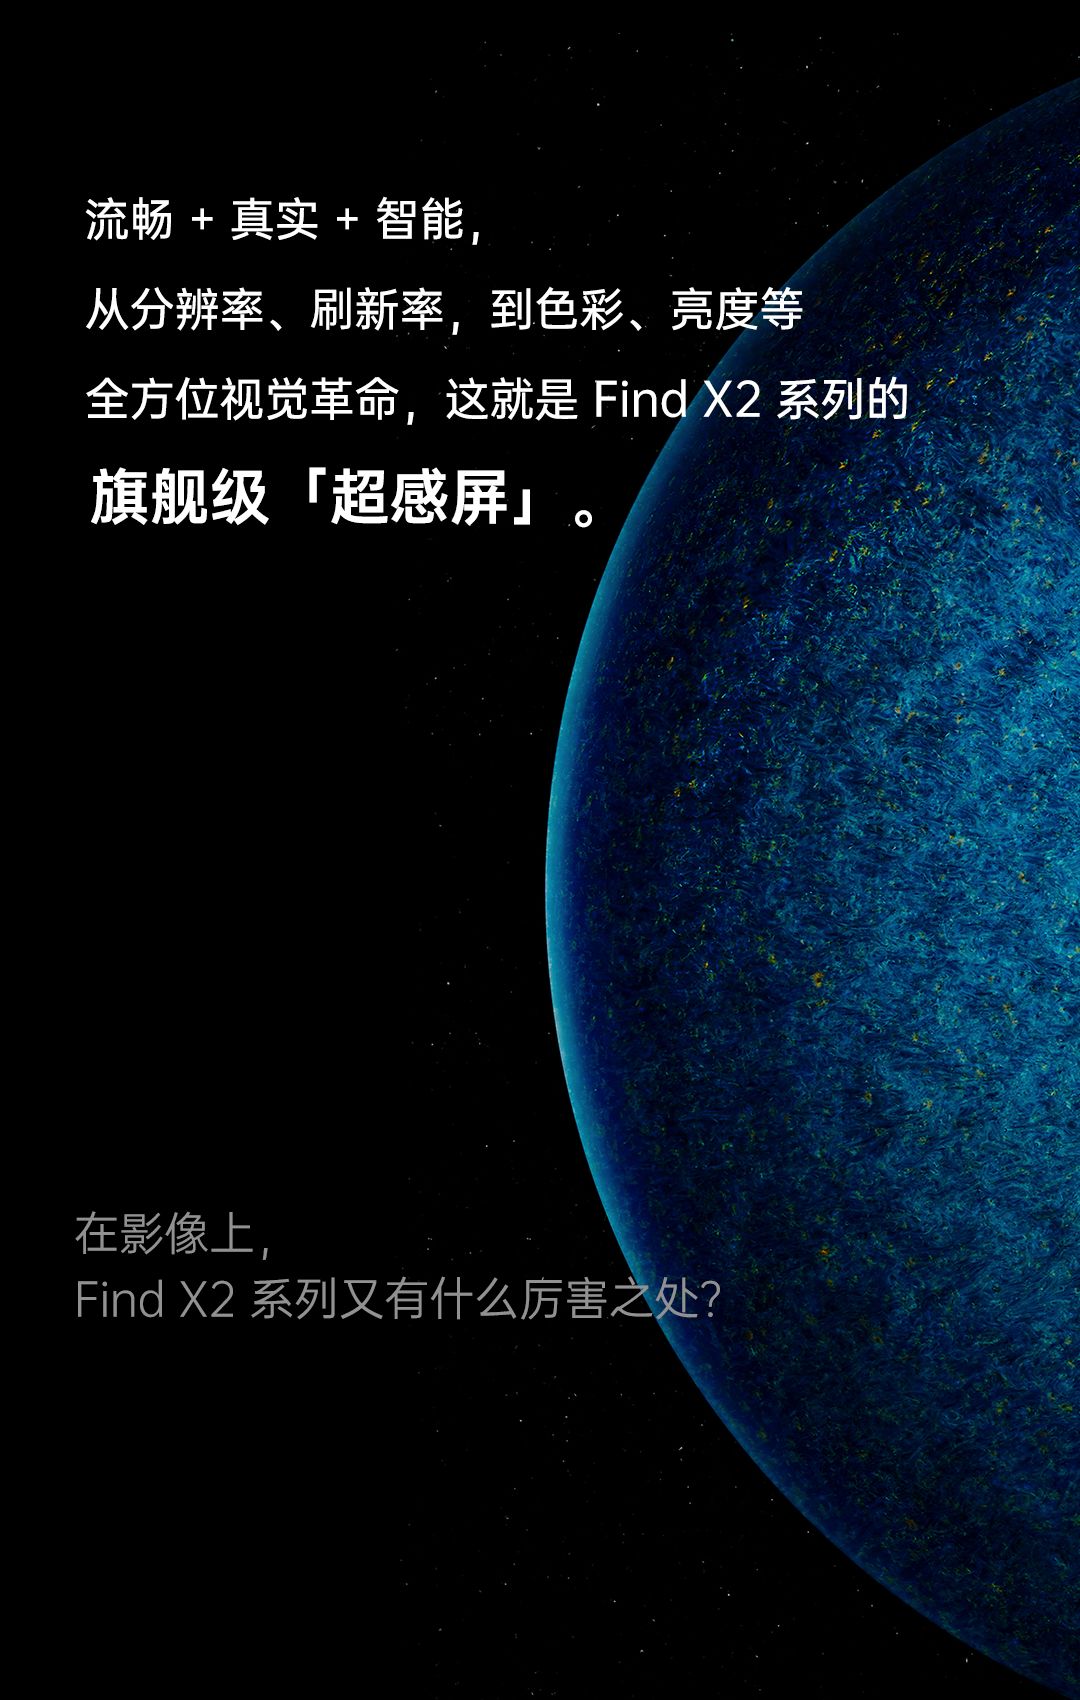 流畅 + 真实 + 智能，
从分辨率、刷新率，到色彩、亮度等
全方位视觉革命，这就是 Find X2 系列的
旗舰级「超感屏」。
在影像上，
Find X2 系列又有什么厉害之处？